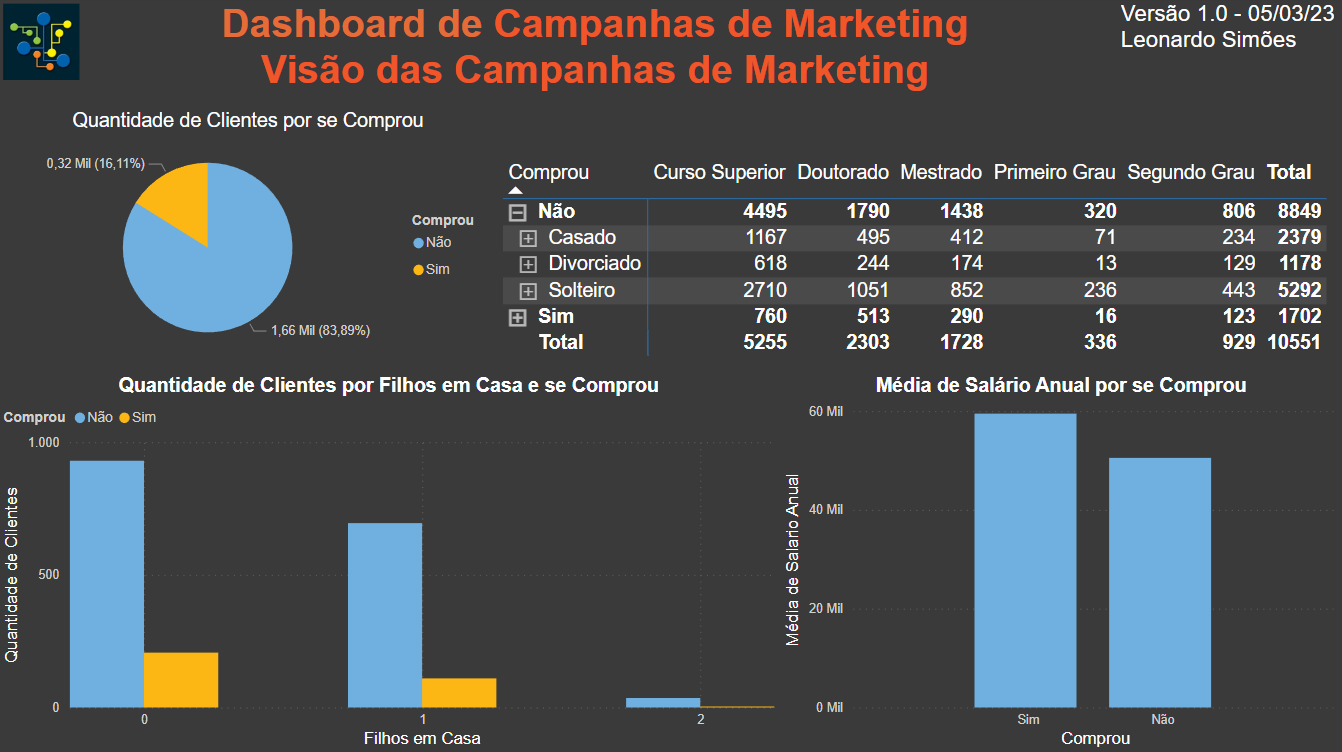 Dashboard de Campanhas de Marketing
Visão das Campanhas de Marketing
Versão 1.0 - 05/03/23
Leonardo Simões
Quantidade de Clientes por se Comprou
0,32 Mil (16,11%)
1,66 Mil (83,89%)
Comprou
Não
Sim
Comprou Curso Superior Doutorado Mestrado Primeiro Grau Segundo Grau Total
Não 4495 1790 1438 320 806 8849
Casado 1167 495 412 71 234 2379
Divorciado 618 244 174 13 129 1178
Solteiro 2710 1051 852 236 443 5292
Sim 760 513 290 16 123 1702
Total 5255 2303 1728 336 929 10551
Quantidade de Clientes por Filhos em Casa e se Comprou
Comprou Não Sim
Quantidade de Clientes
1.000
500
0
0 1 2
Filhos em Casa
Média de Salário Anual por se Comprou
Média de Salario Anual
60 Mil
40 Mil
20 Mil
0 Mil
Sim Não
Comprou